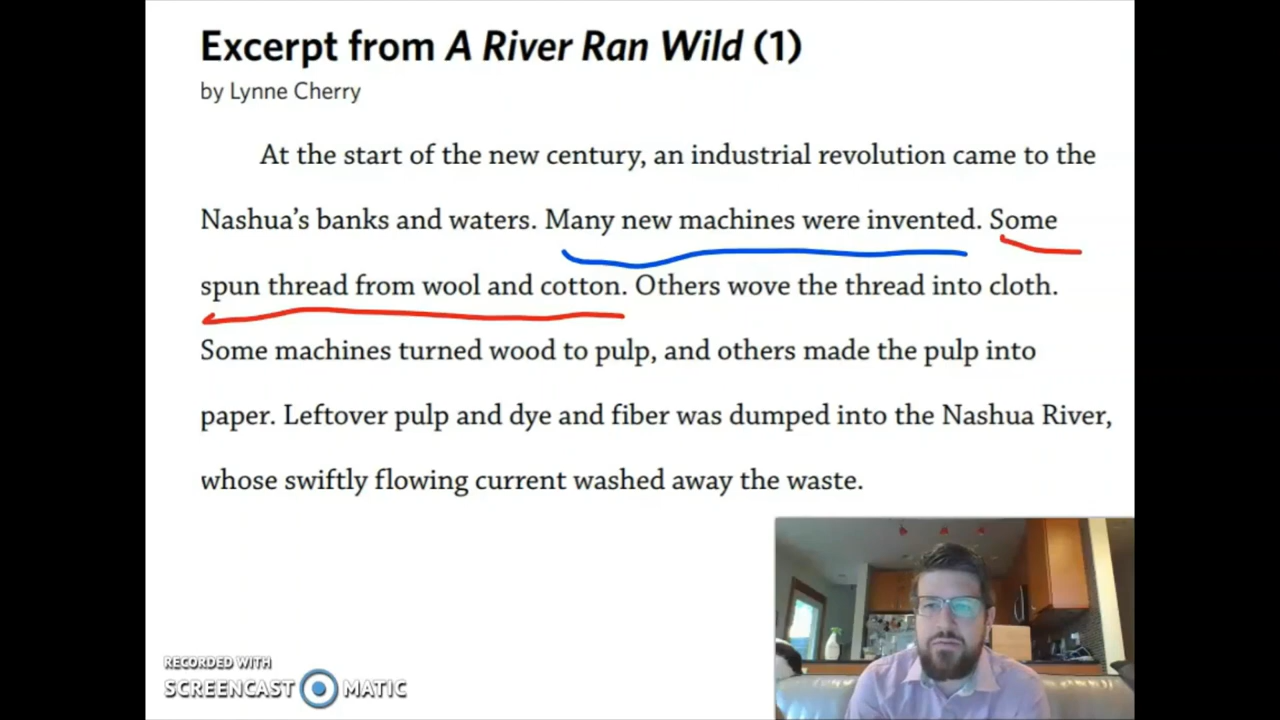 Excerpt from A River Ran Wild (1)
by Lynne Cherry
At the start of the new century, an industrial revolution came to the
Nashua’s banks and waters. Many new machines were invented. Some
spun thread from wool and cotton. Others wove the thread into cloth.
Some machines turned wood to pulp, and others made the pulp into
paper. Leftover pulp and dye and fiber was dumped into the Nashua River,
whose swiftly flowing current washed away the waste.
RECORDED WITH
SCREENCAST MATIC